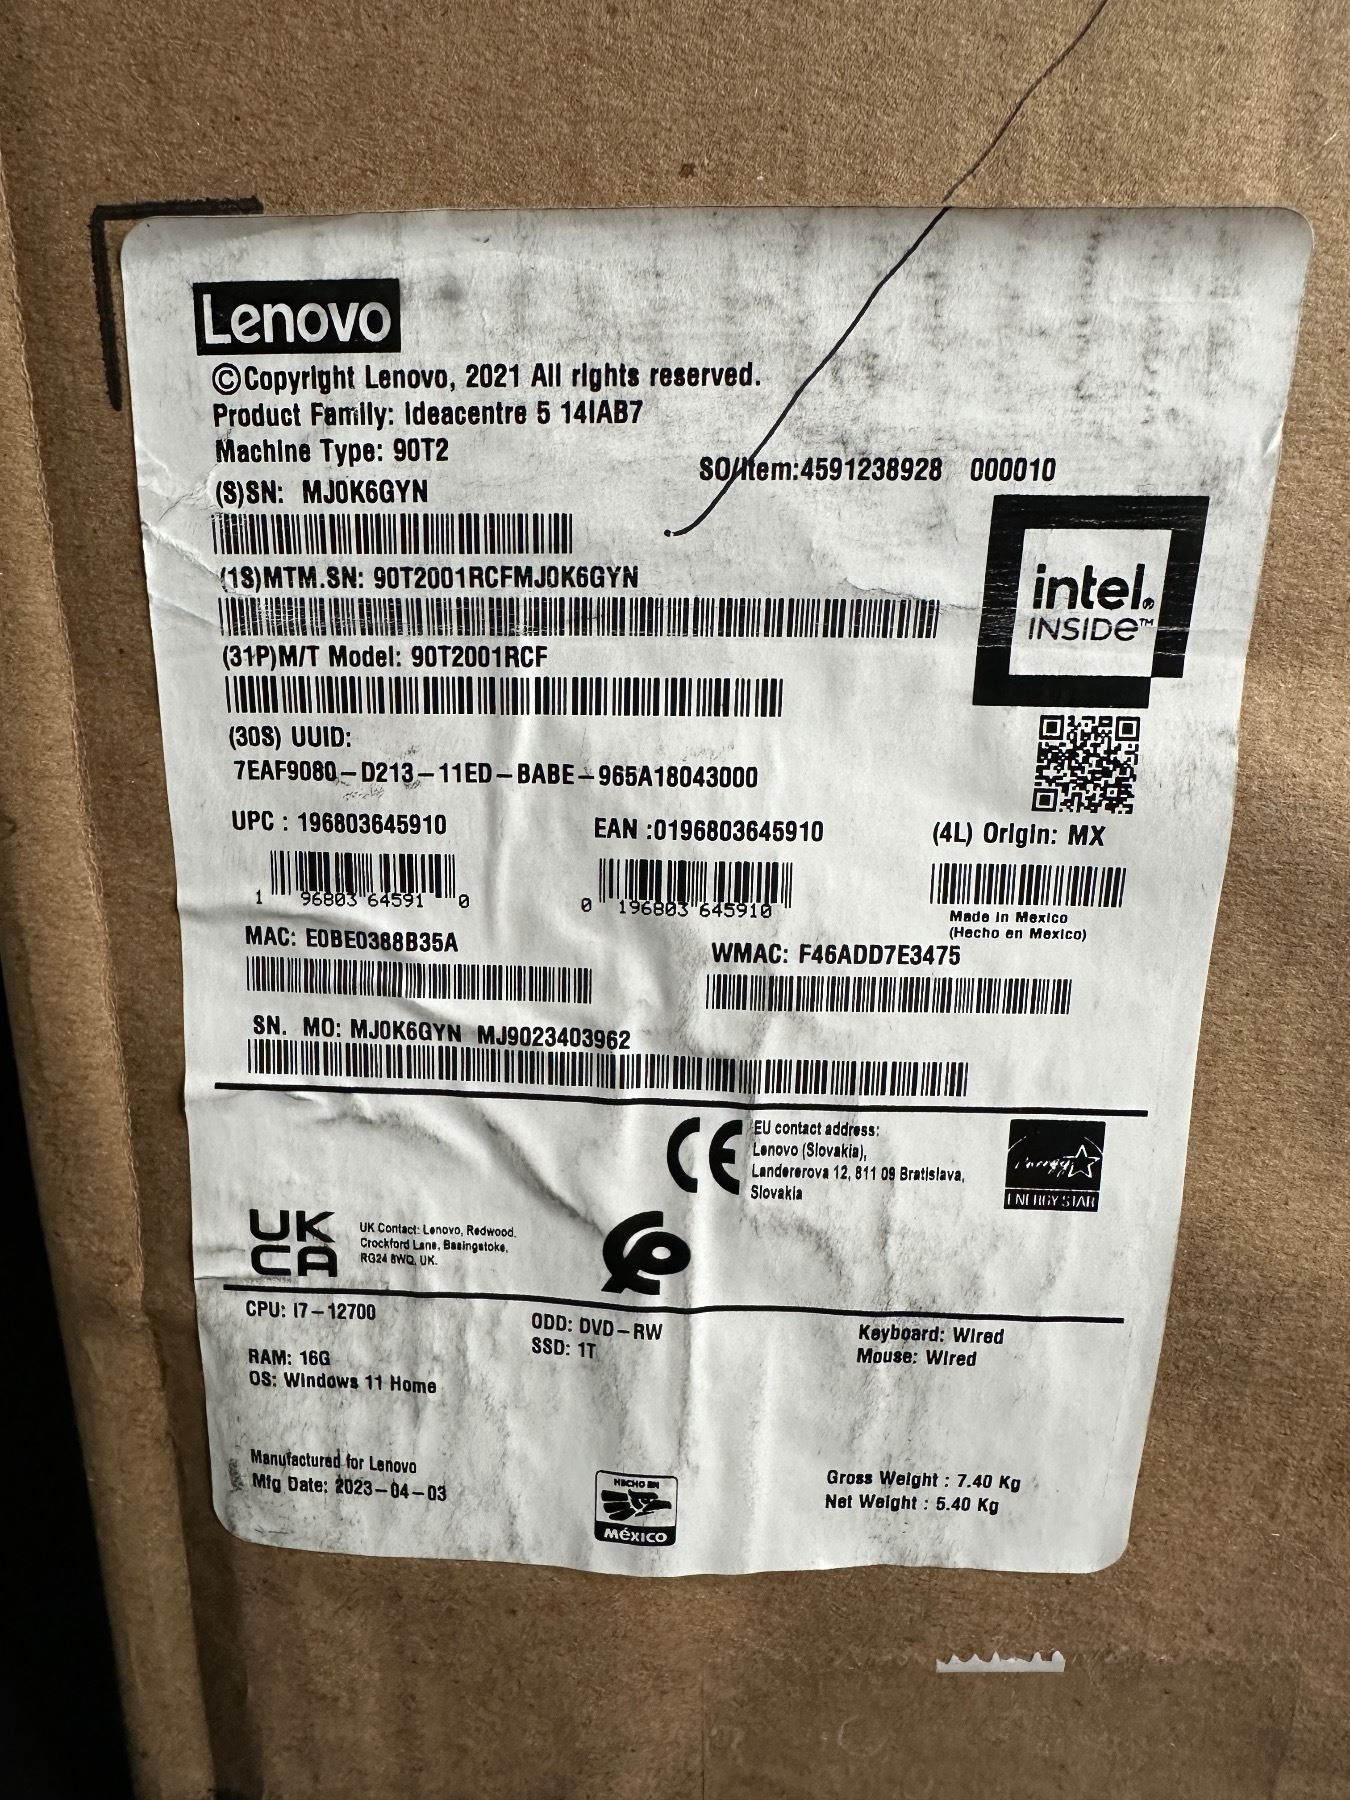 Lenovo
©Copyright Lenovo, 2021 All rights reserved.
Product Family: Ideacentre 5 14IAB7
Machine Type: 90T2
SO/Item:4591238928 000010
(S)SN: MJ0K6GYN
(1S)MTM.SN: 90T2001RCFMJ0K6GYN
intel.
INSIDE™
(31P)M/T Model: 90T2001RCF
(30S) UUID:
7EAF9080-D213-11ED-BABE-965A18043000
UPC : 196803645910
EAN :0196803645910
(4L) Origin: MX
1 96803 64591 0
0 196803 645910
Made in Mexico
(Hecho en Mexico)
MAC: E0BE0388B35A
WMAC: F46ADD7E3475
SN. MO: MJ0K6GYN MJ9023403962
CE
EU contact address:
Lenovo (Slovakia),
Landererova 12, 811 09 Bratislava,
Slovakia
energy
ENERGY STAR
UK
CA
UK Contact: Lenovo, Redwood,
Crockford Lane, Basingstoke,
RG24 8WQ, UK.
CPU: I7-12700
ODD: DVD-RW
Keyboard: Wired
SSD: 1T
Mouse: Wired
RAM: 16G
OS: Windows 11 Home
Manufactured for Lenovo
Mfg Date: 2023-04-03
HECHO EN
México
Gross Weight : 7.40 Kg
Net Weight : 5.40 Kg